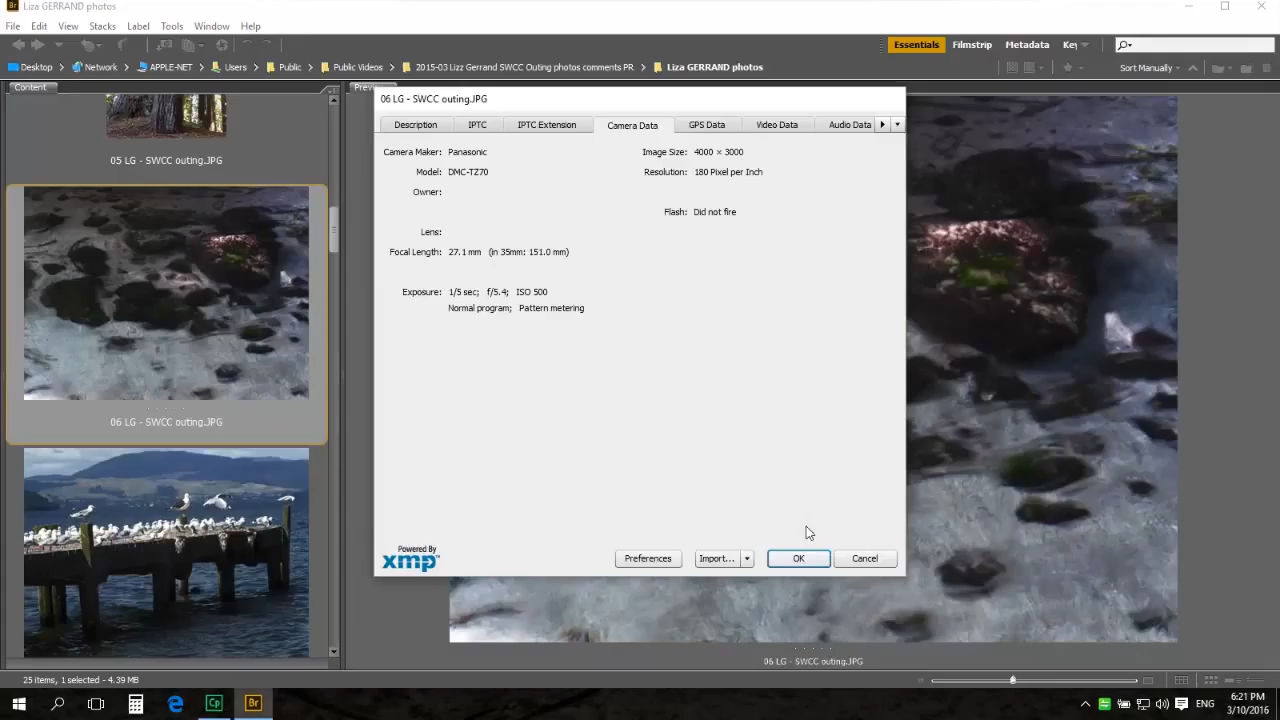 Br Liza GERRAND photos
File Edit View Stacks Label Tools Window Help
Essentials Filmstrip Metadata Key
Desktop Network APPLE-NET Users Public Public Videos 2015-03 Lizz Gerrand SWCC Outing photos comments PR Liza GERRAND photos Sort Manually
Content
Prev
06 LG - SWCC outing.JPG
Description IPTC IPTC Extension Camera Data GPS Data Video Data Audio Data
Camera Maker: Panasonic
Image Size: 4000 × 3000
Model: DMC-TZ70
Resolution: 180 Pixel per Inch
Owner:
Flash: Did not fire
Lens:
Focal Length: 27.1 mm (in 35mm: 151.0 mm)
Exposure: 1/5 sec; f/5.4; ISO 500
Normal program; Pattern metering
Powered By
xmp
Preferences Import... OK Cancel
05 LG - SWCC outing.JPG
06 LG - SWCC outing.JPG
06 LG - SWCC outing.JPG
25 items, 1 selected - 4.39 MB
Cp Br
ENG
6:21 PM
3/10/2016